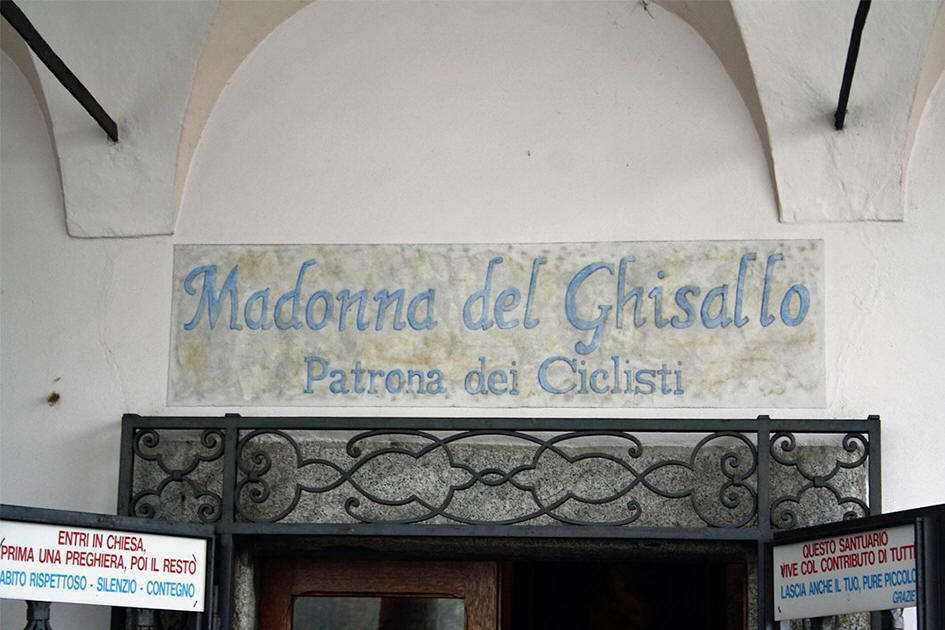 Madonna del Ghisallo
Patrona dei Ciclisti
ENTRI IN CHIESA,
PRIMA UNA PREGHIERA, POI IL RESTO
ABITO RISPETTOSO - SILENZIO - CONTEGNO
QUESTO SANTUARIO
VIVE COL CONTRIBUTO DI TUTTI
LASCIA ANCHE IL TUO, PURE PICCOLO
GRAZIE